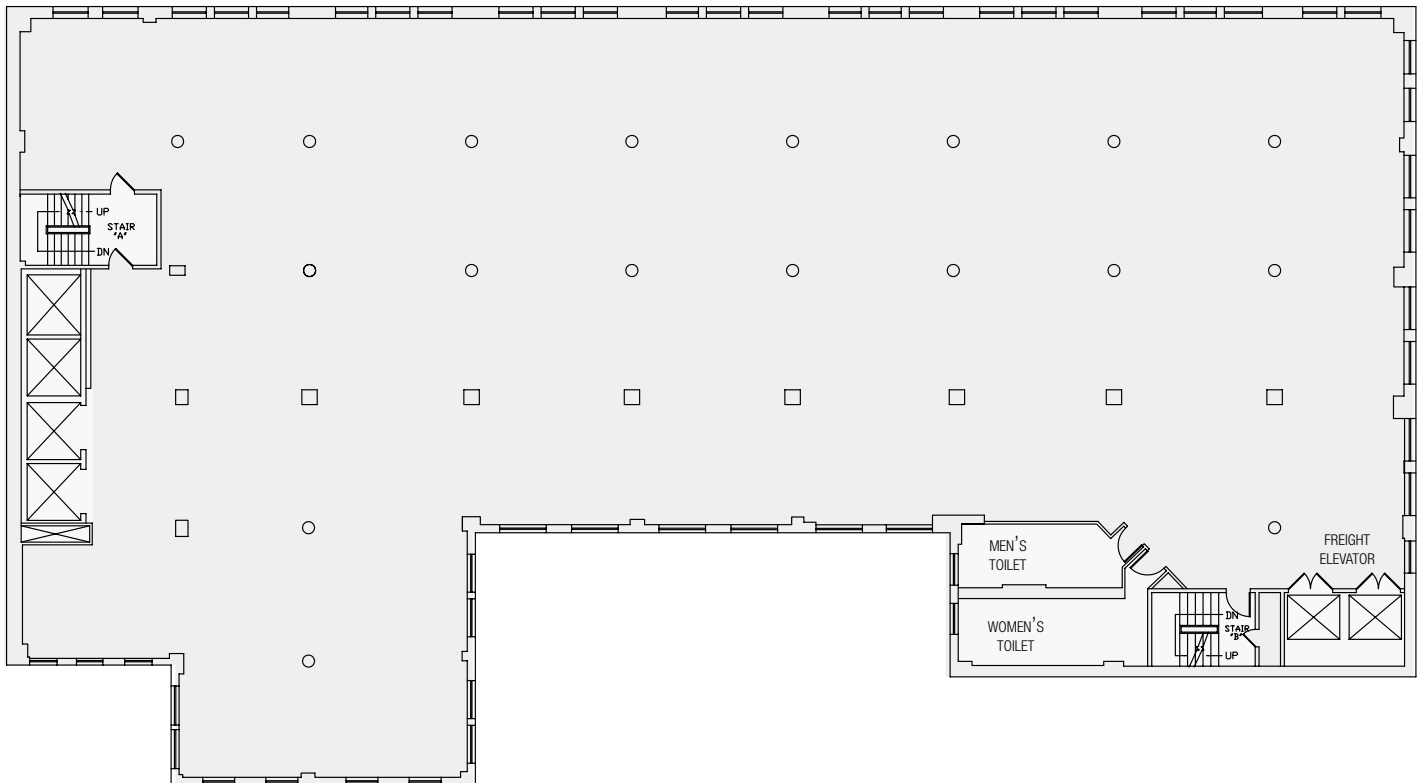 UP
STAIR
"A"
DN
MEN'S
TOILET
FREIGHT
ELEVATOR
WOMEN'S
TOILET
DN
STAIR
"B"
UP